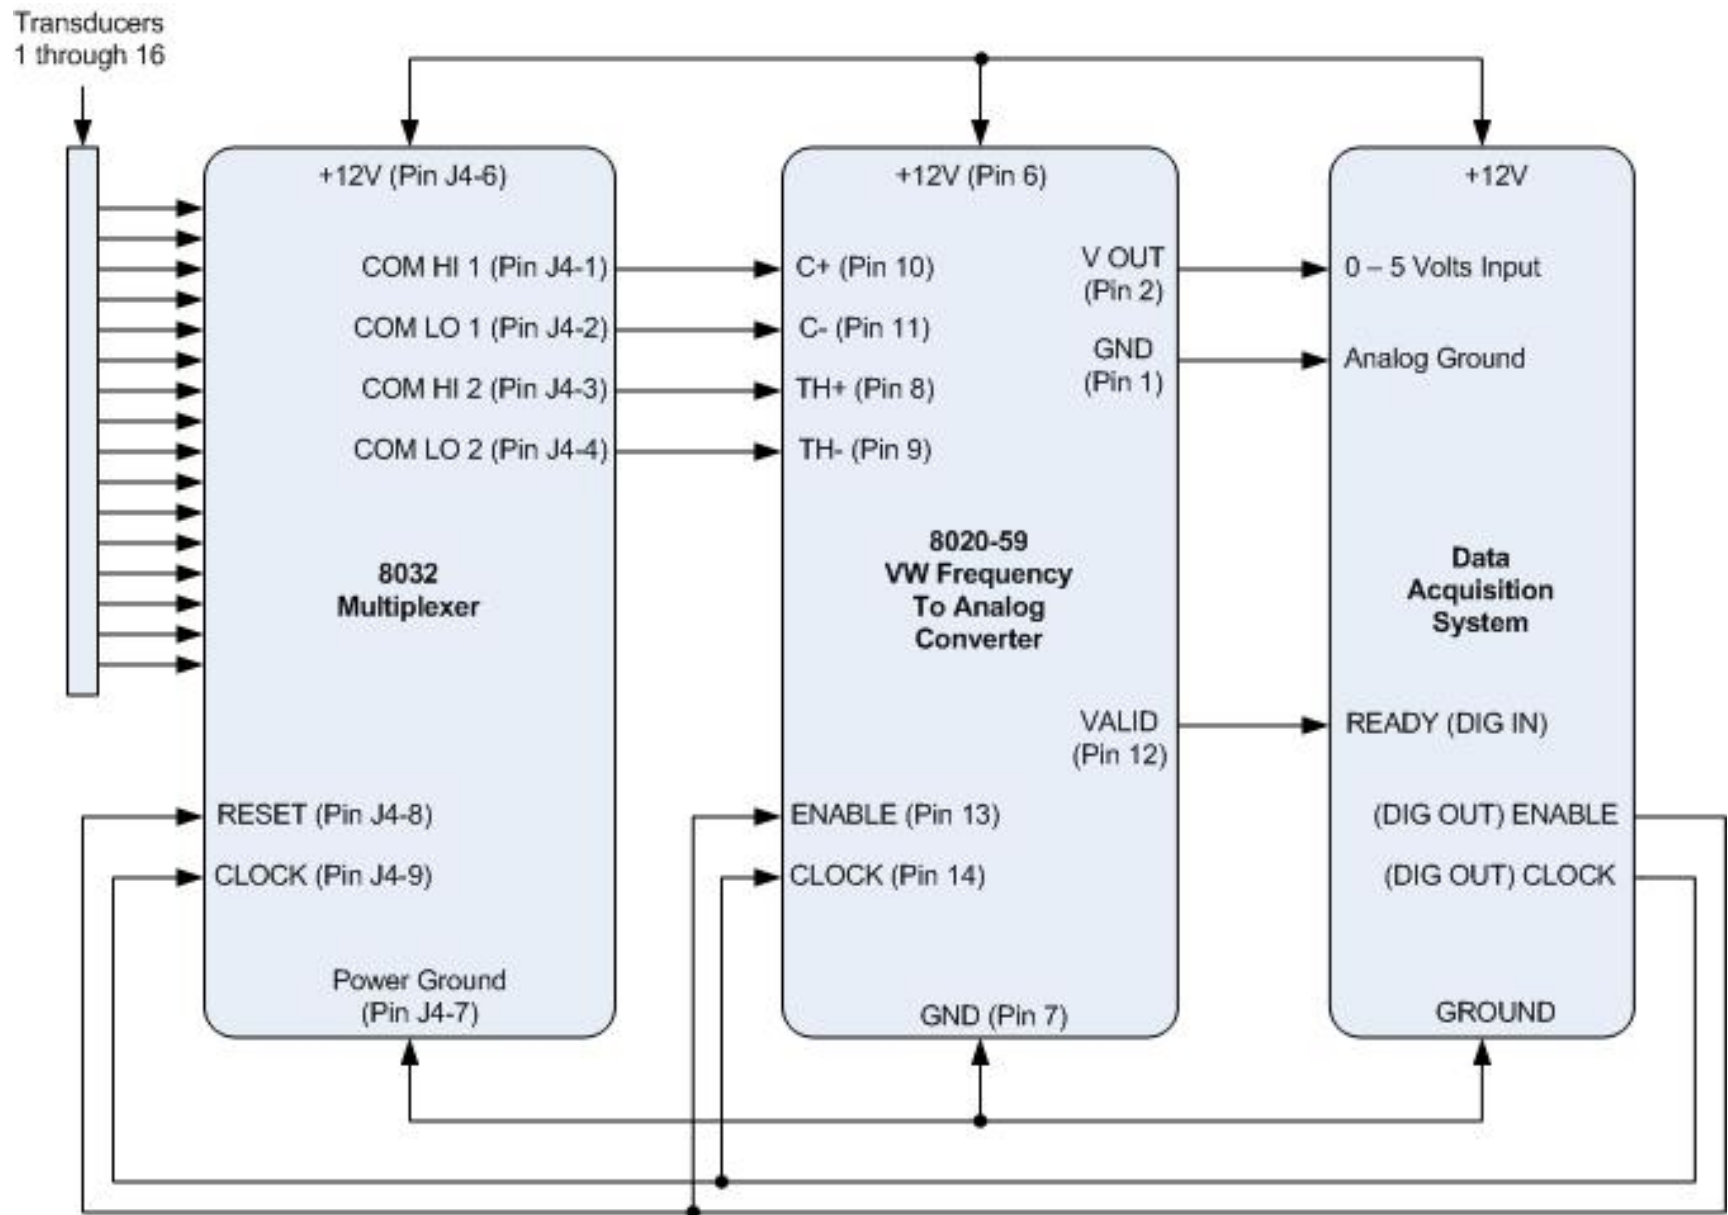 Transducers
1 through 16
+12V (Pin J4-6)
COM HI 1 (Pin J4-1)
COM LO 1 (Pin J4-2)
COM HI 2 (Pin J4-3)
COM LO 2 (Pin J4-4)
8032
Multiplexer
RESET (Pin J4-8)
CLOCK (Pin J4-9)
Power Ground
(Pin J4-7)
+12V (Pin 6)
C+ (Pin 10)
C- (Pin 11)
TH+ (Pin 8)
TH- (Pin 9)
V OUT
(Pin 2)
GND
(Pin 1)
8020-59
VW Frequency
To Analog
Converter
VALID
(Pin 12)
ENABLE (Pin 13)
CLOCK (Pin 14)
GND (Pin 7)
+12V
0 – 5 Volts Input
Analog Ground
Data
Acquisition
System
READY (DIG IN)
(DIG OUT) ENABLE
(DIG OUT) CLOCK
GROUND